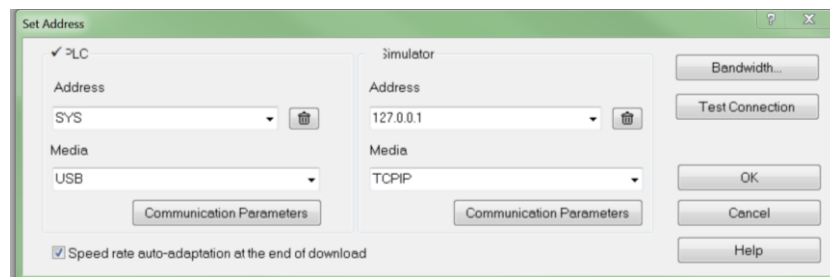 Set Address
PLC
Simulator
Bandwidth...
Address
Address
Test Connection
SYS
127.0.0.1
Media
Media
USB
TCPIP
OK
Communication Parameters
Communication Parameters
Cancel
Speed rate auto-adaptation at the end of download
Help